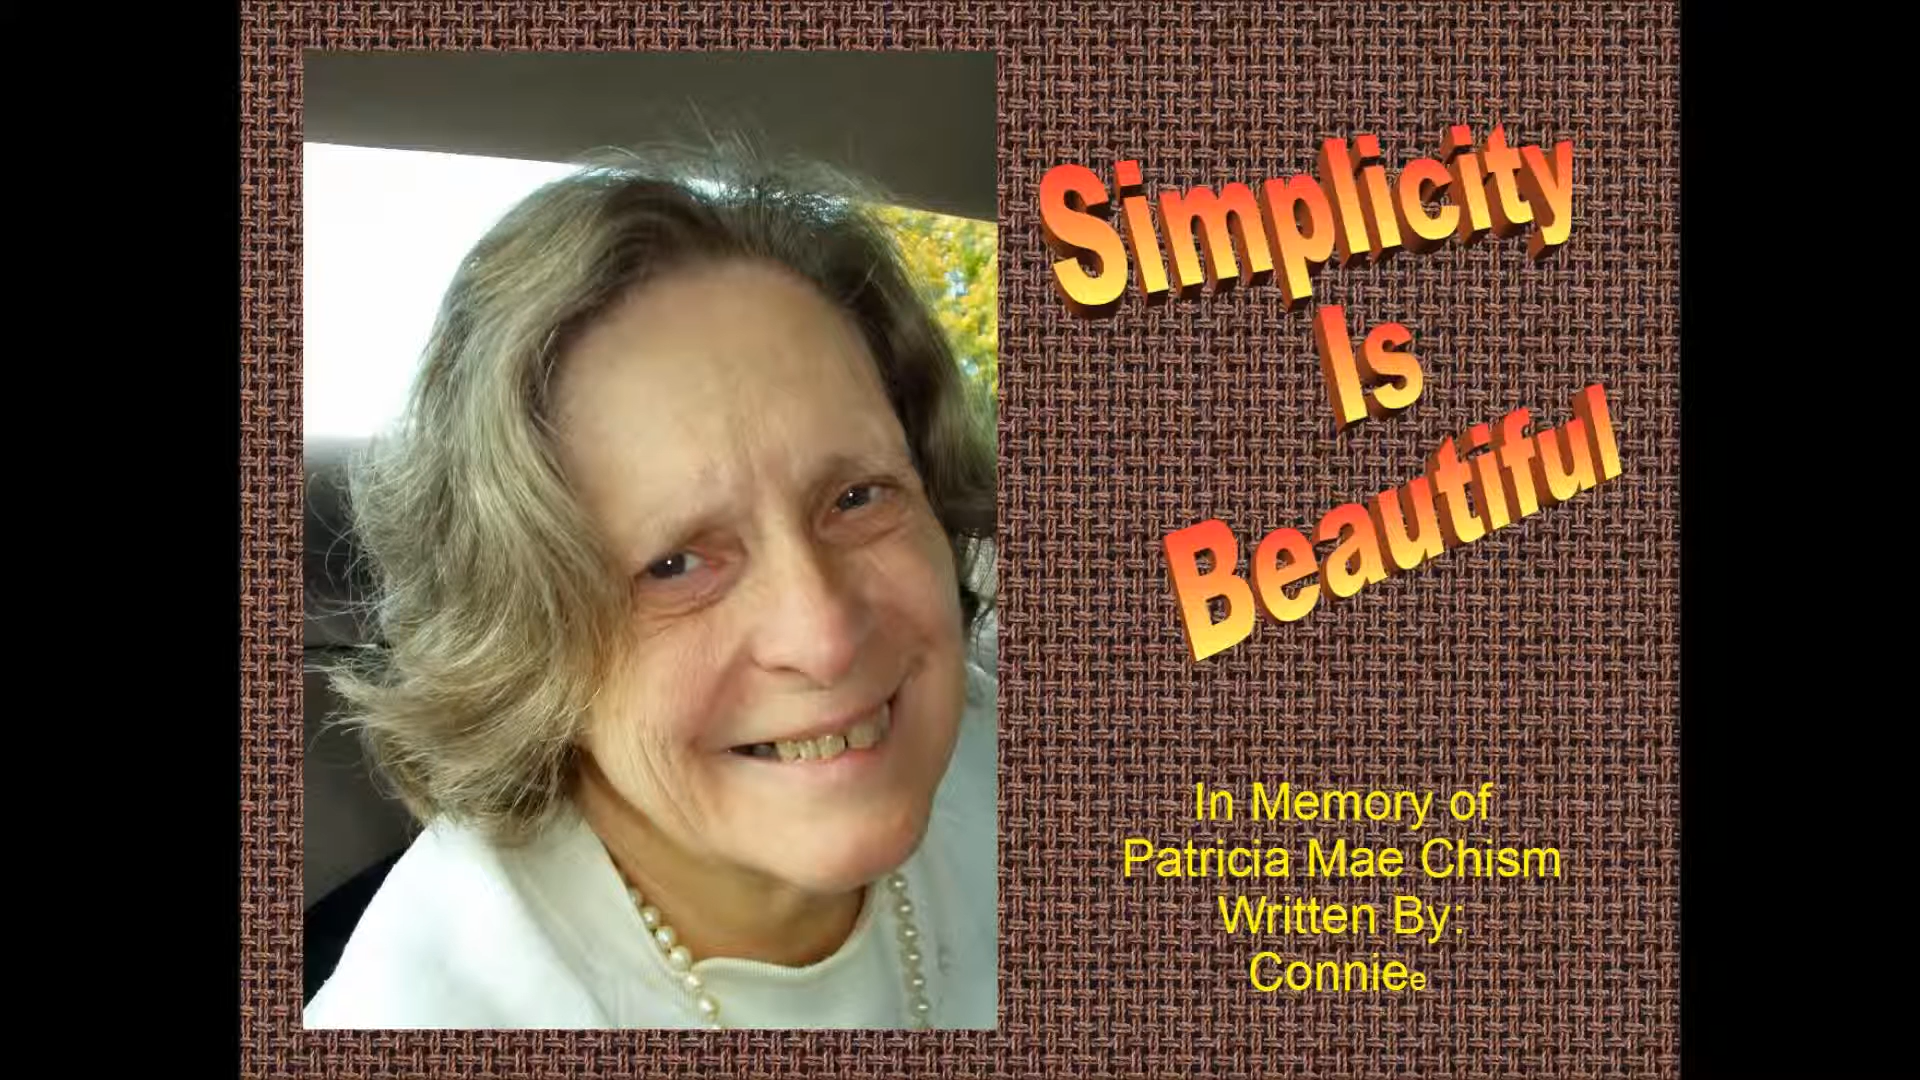 Simplicity
Is
Beautiful
In Memory of
Patricia Mae Chism
Written By:
Conniee